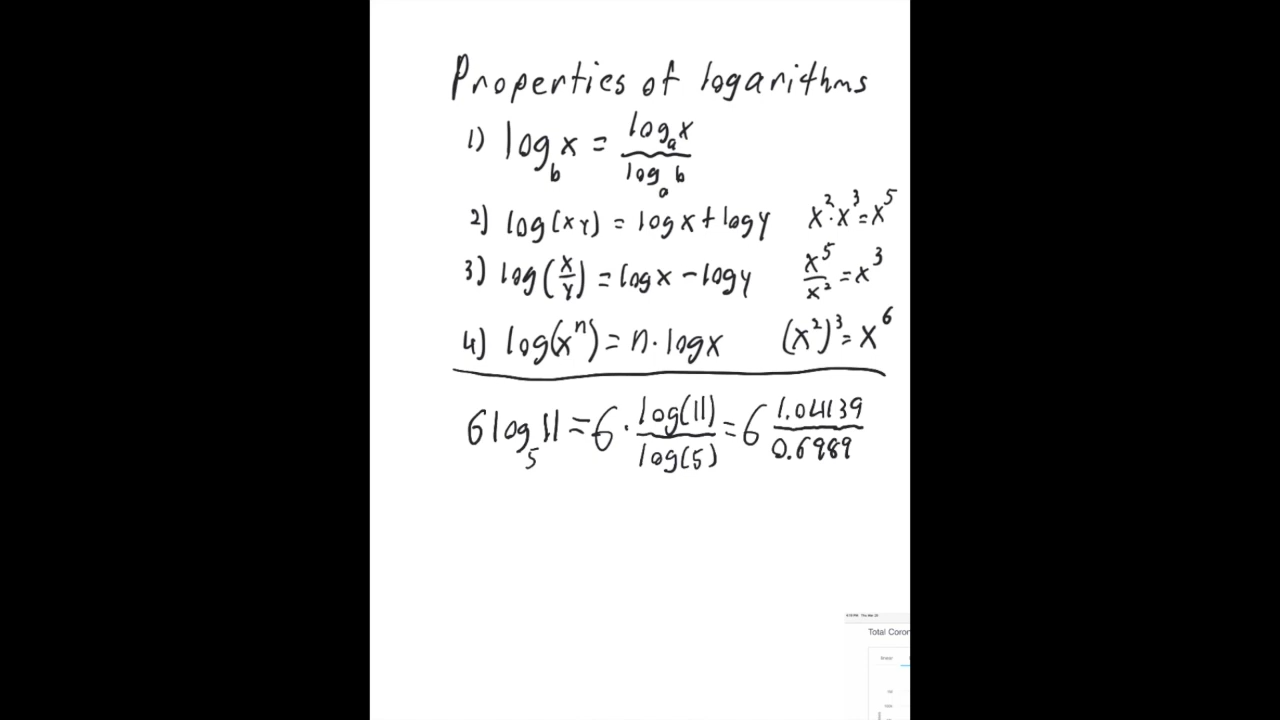 Properties of logarithms
1) log_b x = log_a x / log_a b
2) log(xy) = log x + log y x^2 · x^3 = x^5
3) log(x/y) = log x − log y x^5 / x^2 = x^3
4) log(x^n) = n · log x (x^2)^3 = x^6
6 log_5 11 = 6 · log(11) / log(5) = 6 1.04139 / 0.6989
Total Coron